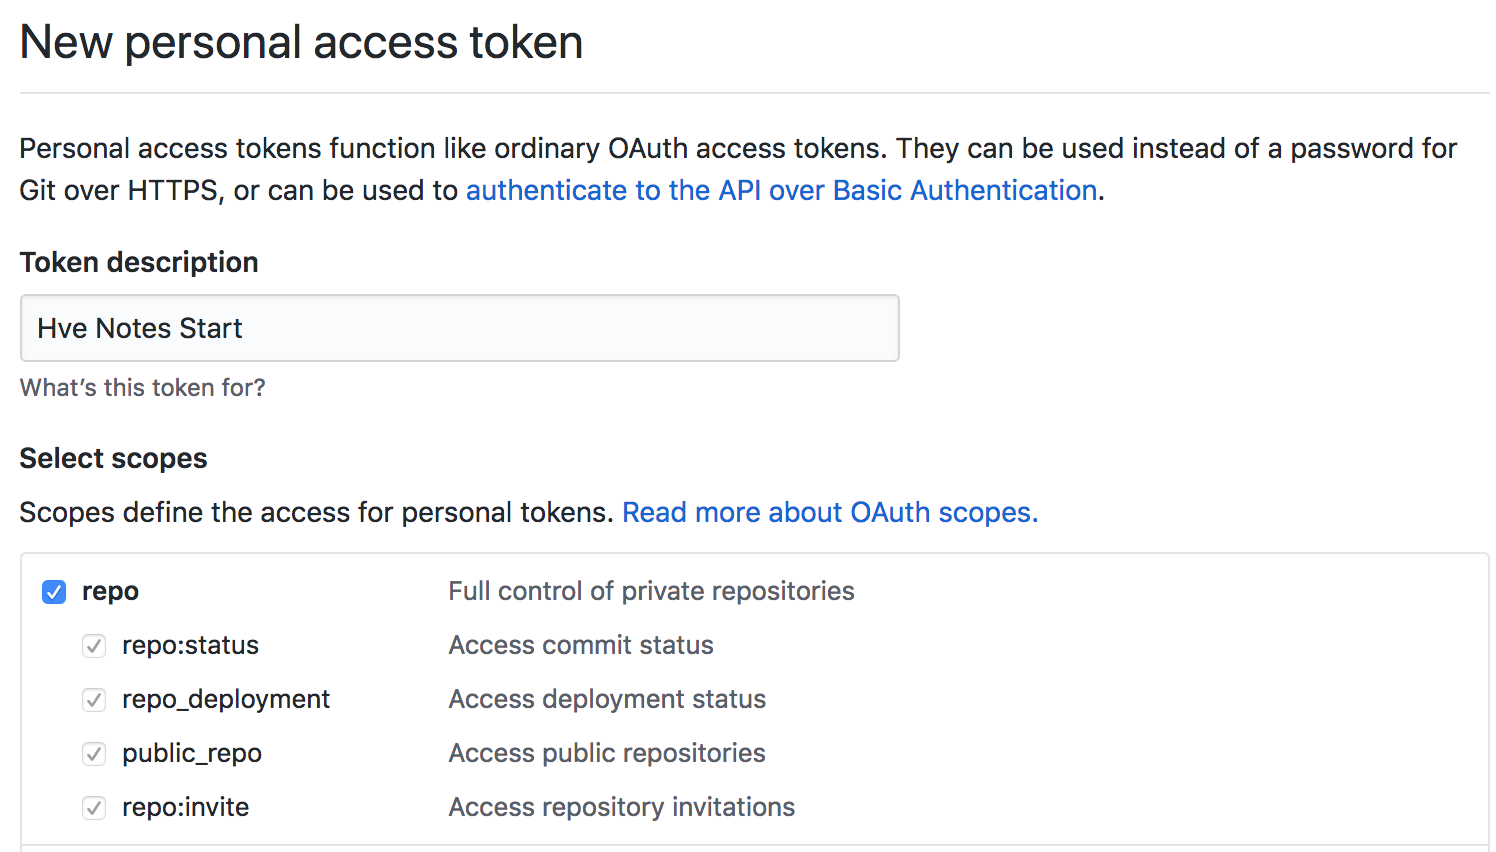 New personal access token
Personal access tokens function like ordinary OAuth access tokens. They can be used instead of a password for
Git over HTTPS, or can be used to authenticate to the API over Basic Authentication.
Token description
Hve Notes Start
What’s this token for?
Select scopes
Scopes define the access for personal tokens. Read more about OAuth scopes.
repo Full control of private repositories
repo:status Access commit status
repo_deployment Access deployment status
public_repo Access public repositories
repo:invite Access repository invitations